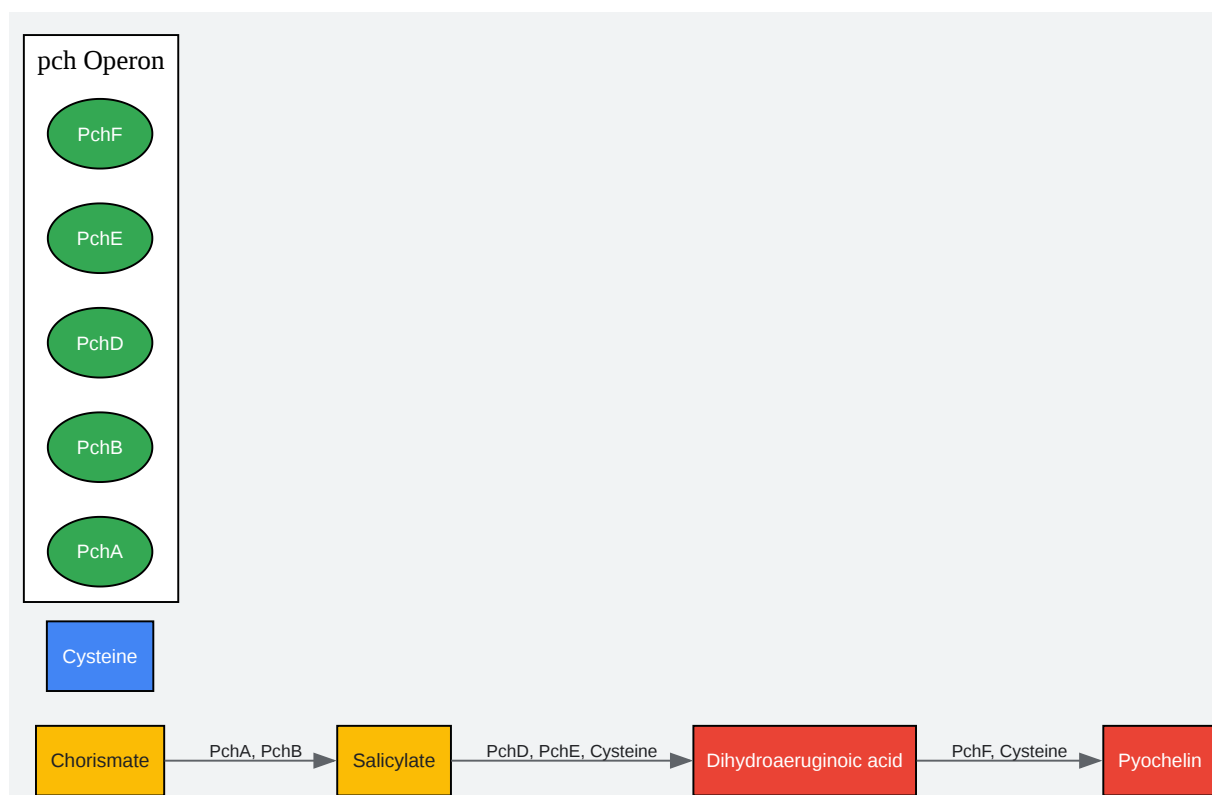 pch Operon
PchF
PchE
PchD
PchB
PchA
Cysteine
Chorismate
PchA, PchB
Salicylate
PchD, PchE, Cysteine
Dihydroaeruginoic acid
PchF, Cysteine
Pyochelin